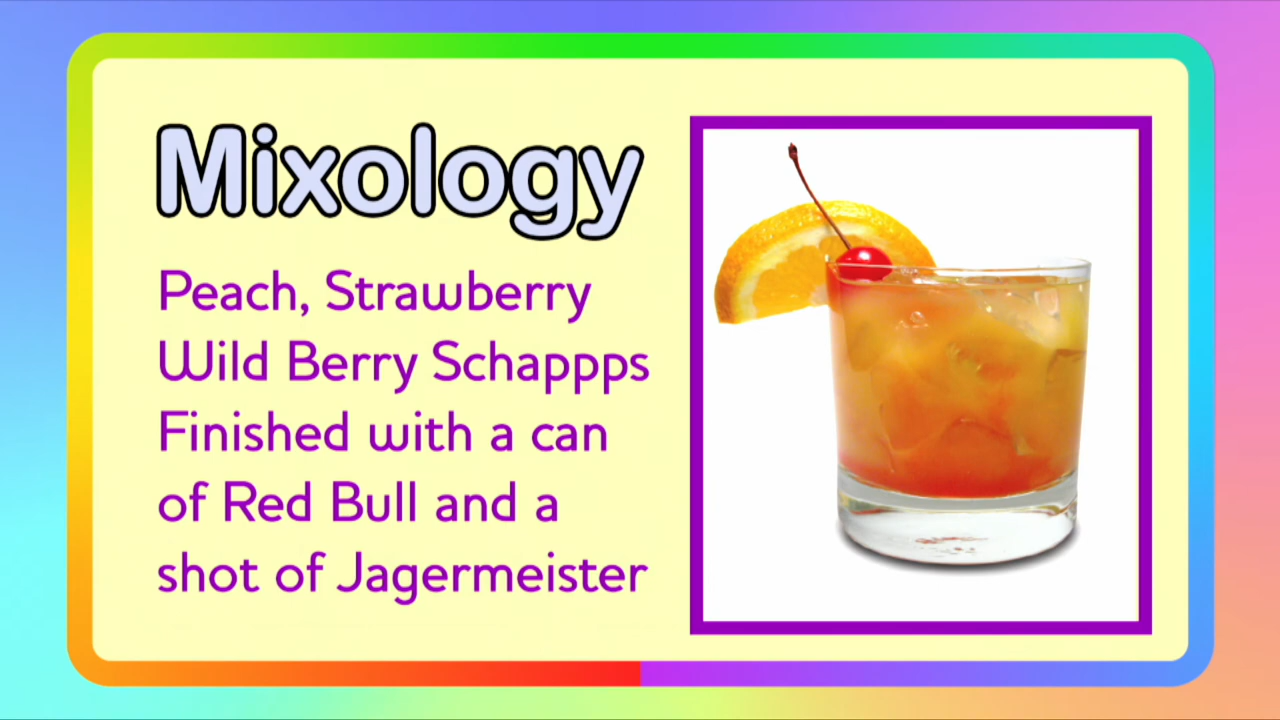 Mixology
Peach, Strawberry
Wild Berry Schappps
Finished with a can
of Red Bull and a
shot of Jagermeister